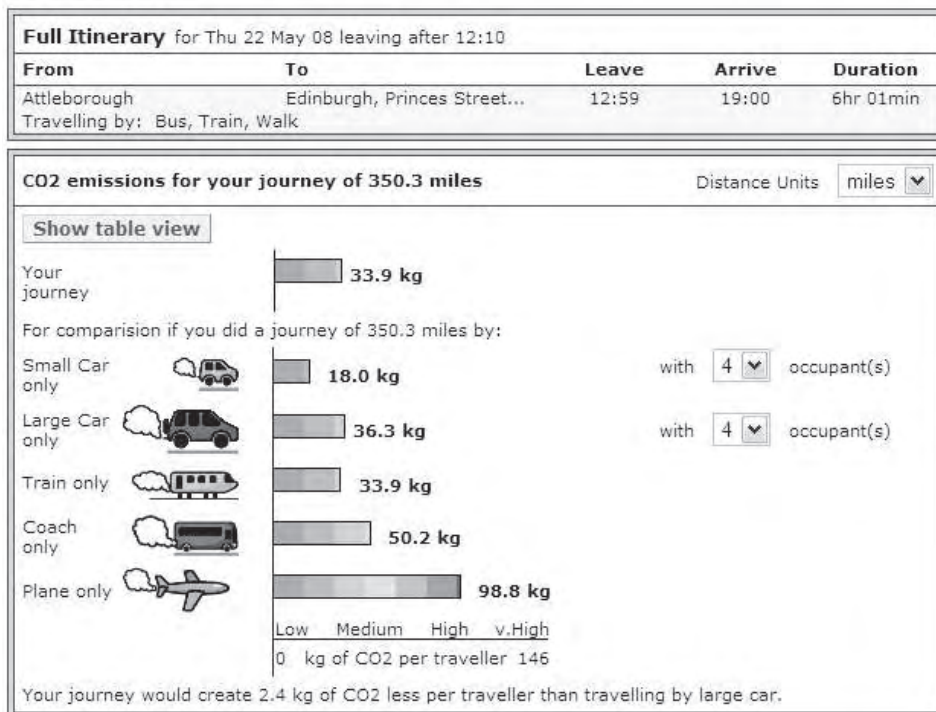 Full Itinerary for Thu 22 May 08 leaving after 12:10
From To Leave Arrive Duration
Attleborough Edinburgh, Princes Street... 12:59 19:00 6hr 01min
Travelling by: Bus, Train, Walk
CO2 emissions for your journey of 350.3 miles Distance Units miles
Show table view
Your journey 33.9 kg
For comparision if you did a journey of 350.3 miles by:
Small Car only 18.0 kg with 4 occupant(s)
Large Car only 36.3 kg with 4 occupant(s)
Train only 33.9 kg
Coach only 50.2 kg
Plane only 98.8 kg
Low Medium High v.High
0 kg of CO2 per traveller 146
Your journey would create 2.4 kg of CO2 less per traveller than travelling by large car.